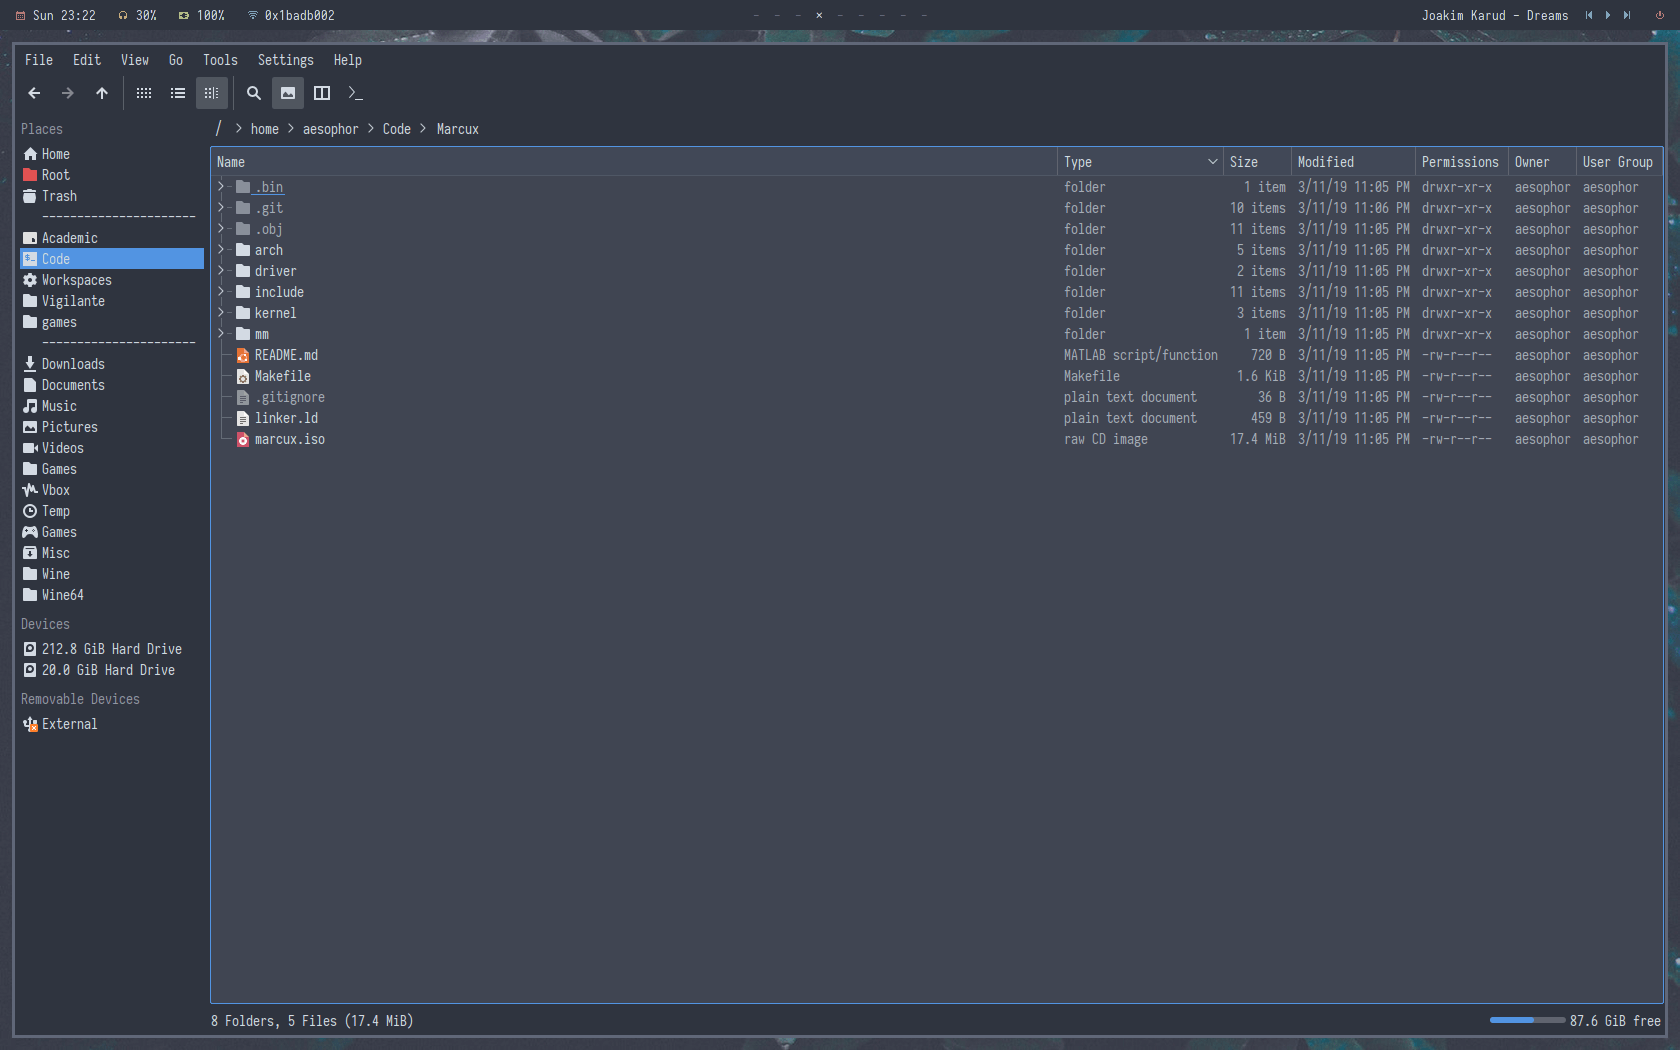 Sun 23:22 30% 100% 0x1badb002 - - - × - - - - - Joakim Karud - Dreams
File Edit View Go Tools Settings Help
Places
Home
Root
Trash
----------------------
Academic
Code
Workspaces
Vigilante
games
----------------------
Downloads
Documents
Music
Pictures
Videos
Games
Vbox
Temp
Games
Misc
Wine
Wine64
Devices
212.8 GiB Hard Drive
20.0 GiB Hard Drive
Removable Devices
External
/ > home > aesophor > Code > Marcux
Name Type Size Modified Permissions Owner User Group
.bin folder 1 item 3/11/19 11:05 PM drwxr-xr-x aesophor aesophor
.git folder 10 items 3/11/19 11:06 PM drwxr-xr-x aesophor aesophor
.obj folder 11 items 3/11/19 11:05 PM drwxr-xr-x aesophor aesophor
arch folder 5 items 3/11/19 11:05 PM drwxr-xr-x aesophor aesophor
driver folder 2 items 3/11/19 11:05 PM drwxr-xr-x aesophor aesophor
include folder 11 items 3/11/19 11:05 PM drwxr-xr-x aesophor aesophor
kernel folder 3 items 3/11/19 11:05 PM drwxr-xr-x aesophor aesophor
mm folder 1 item 3/11/19 11:05 PM drwxr-xr-x aesophor aesophor
README.md MATLAB script/function 720 B 3/11/19 11:05 PM -rw-r--r-- aesophor aesophor
Makefile Makefile 1.6 KiB 3/11/19 11:05 PM -rw-r--r-- aesophor aesophor
.gitignore plain text document 36 B 3/11/19 11:05 PM -rw-r--r-- aesophor aesophor
linker.ld plain text document 459 B 3/11/19 11:05 PM -rw-r--r-- aesophor aesophor
marcux.iso raw CD image 17.4 MiB 3/11/19 11:05 PM -rw-r--r-- aesophor aesophor
8 Folders, 5 Files (17.4 MiB) 87.6 GiB free